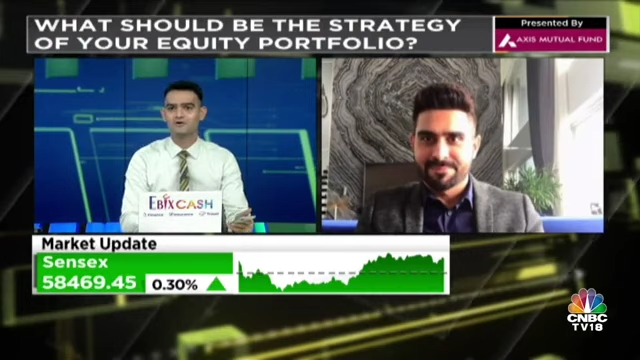 WHAT SHOULD BE THE STRATEGY
OF YOUR EQUITY PORTFOLIO?
Presented By
AXIS MUTUAL FUND
EBIXCASH
Market Update
Sensex
58469.45 0.30%
CNBC
TV18